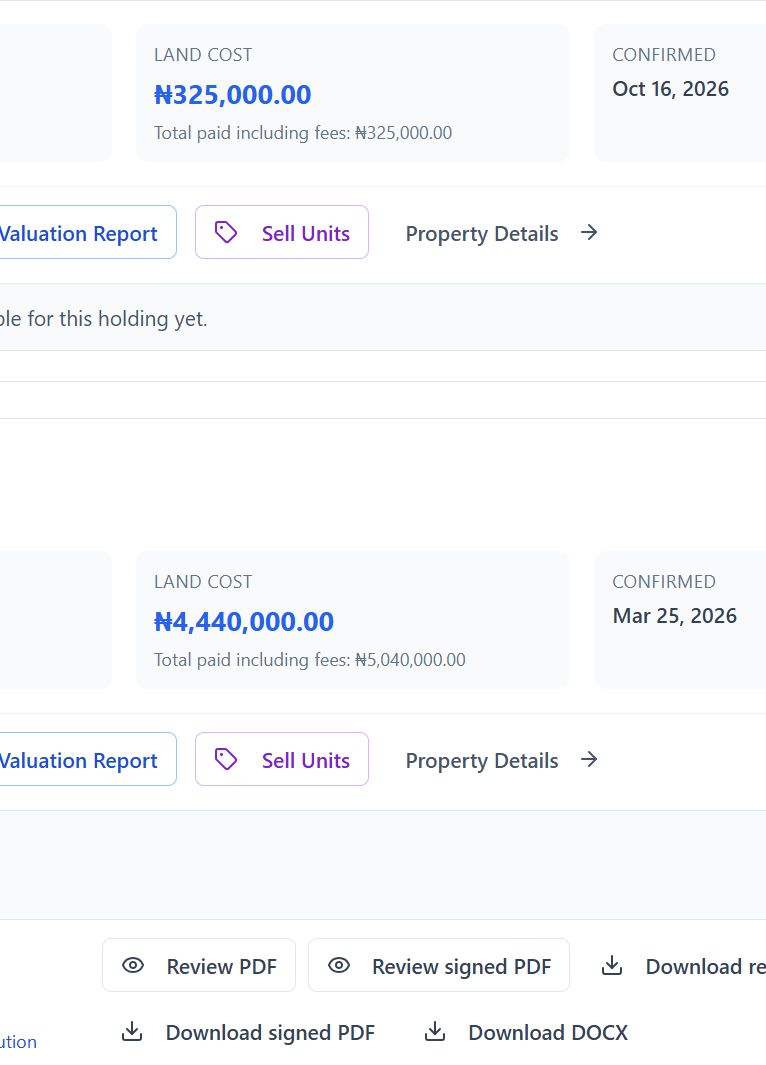 LAND COST
CONFIRMED
₦325,000.00
Oct 16, 2026
Total paid including fees: ₦325,000.00
Valuation Report
Sell Units
Property Details
for this holding yet.
LAND COST
CONFIRMED
₦4,440,000.00
Mar 25, 2026
Total paid including fees: ₦5,040,000.00
Valuation Report
Sell Units
Property Details
Review PDF
Review signed PDF
Download
Download signed PDF
Download DOCX